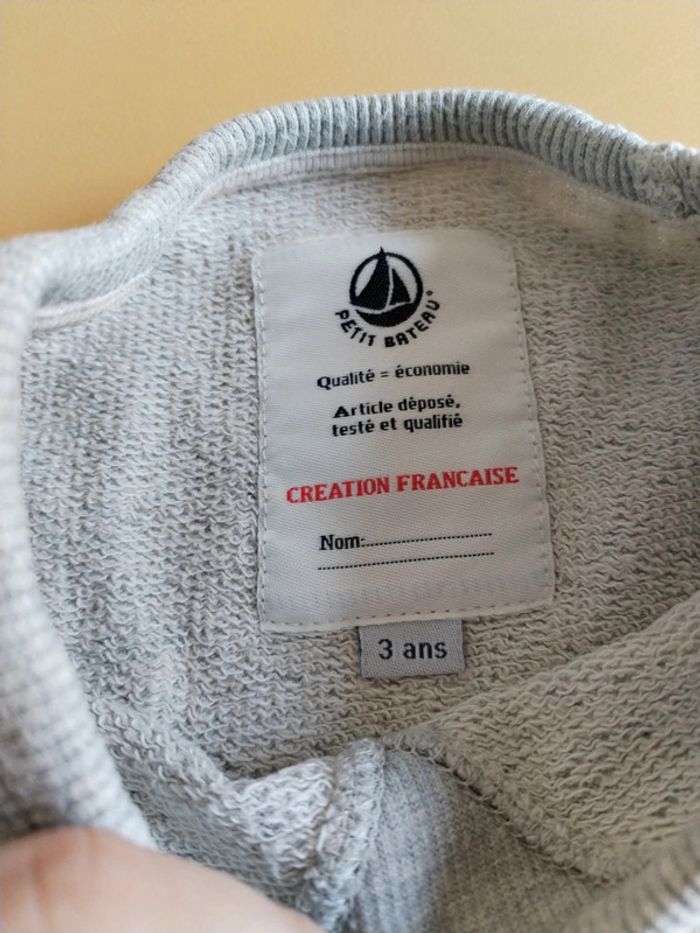 PETIT BATEAU®
Qualité = économie
Article déposé,
testé et qualifié
CREATION FRANCAISE
Nom:
3 ans